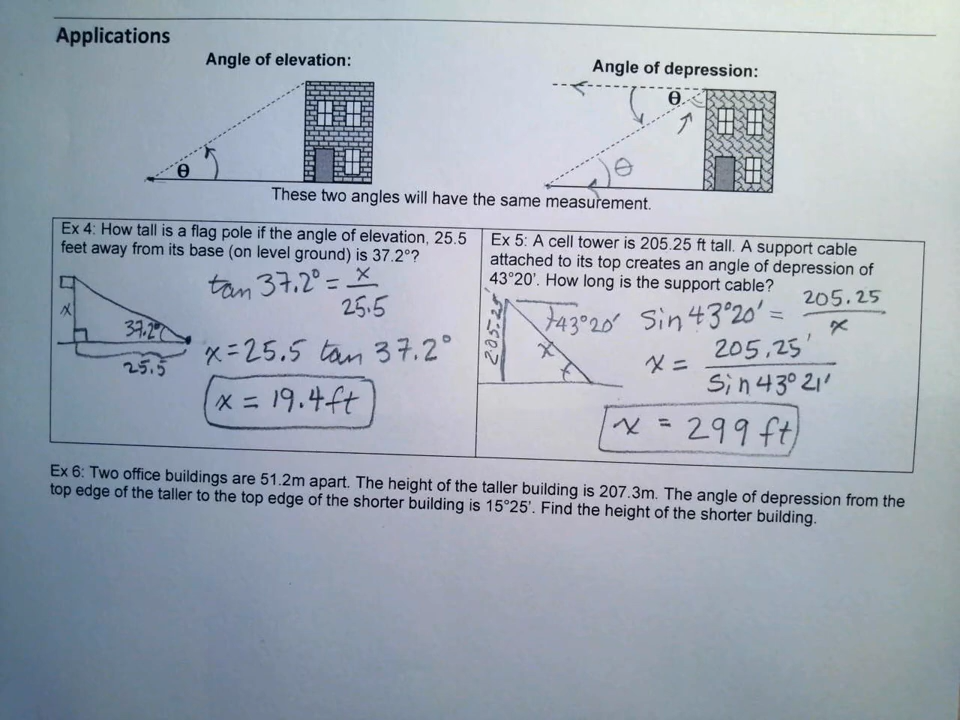 Applications
Angle of elevation:
Angle of depression:
θ
θ
θ
These two angles will have the same measurement.
Ex 4: How tall is a flag pole if the angle of elevation, 25.5
feet away from its base (on level ground) is 37.2°?
tan 37.2° = x / 25.5
x
37.2°
25.5
x = 25.5 tan 37.2°
x = 19.4 ft
Ex 5: A cell tower is 205.25 ft tall. A support cable
attached to its top creates an angle of depression of
43°20'. How long is the support cable?
205.25'
43°20'
x
sin 43°20' = 205.25 / x
x = 205.25' / sin 43° 21'
x = 299 ft
Ex 6: Two office buildings are 51.2m apart. The height of the taller building is 207.3m. The angle of depression from the
top edge of the taller to the top edge of the shorter building is 15°25'. Find the height of the shorter building.